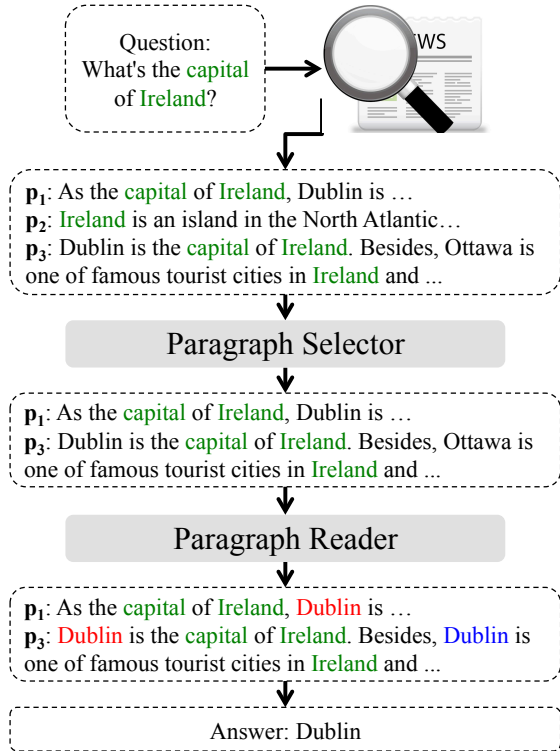 Question:
What's the capital
of Ireland?
WS
p1: As the capital of Ireland, Dublin is …
p2: Ireland is an island in the North Atlantic…
p3: Dublin is the capital of Ireland. Besides, Ottawa is
one of famous tourist cities in Ireland and ...
Paragraph Selector
p1: As the capital of Ireland, Dublin is …
p3: Dublin is the capital of Ireland. Besides, Ottawa is
one of famous tourist cities in Ireland and ...
Paragraph Reader
p1: As the capital of Ireland, Dublin is …
p3: Dublin is the capital of Ireland. Besides, Dublin is
one of famous tourist cities in Ireland and ...
Answer: Dublin